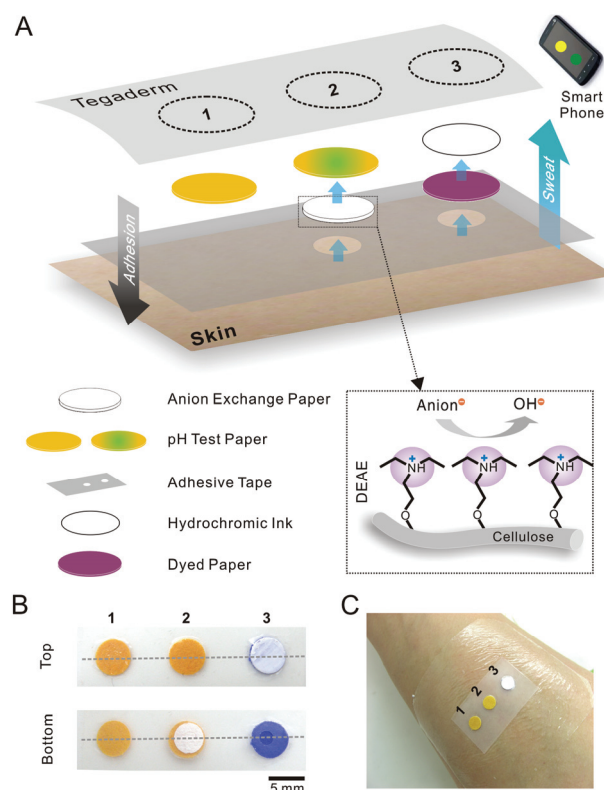 A
Tegaderm
1
2
3
Smart
Phone
Adhesion
Sweat
Skin
Anion Exchange Paper
pH Test Paper
Adhesive Tape
Hydrochromic Ink
Dyed Paper
Anion⊖
OH⊖
DEAE
+ + +
NH NH NH
O O O
Cellulose
B
1 2 3
Top
Bottom
5 mm
C
1 2 3